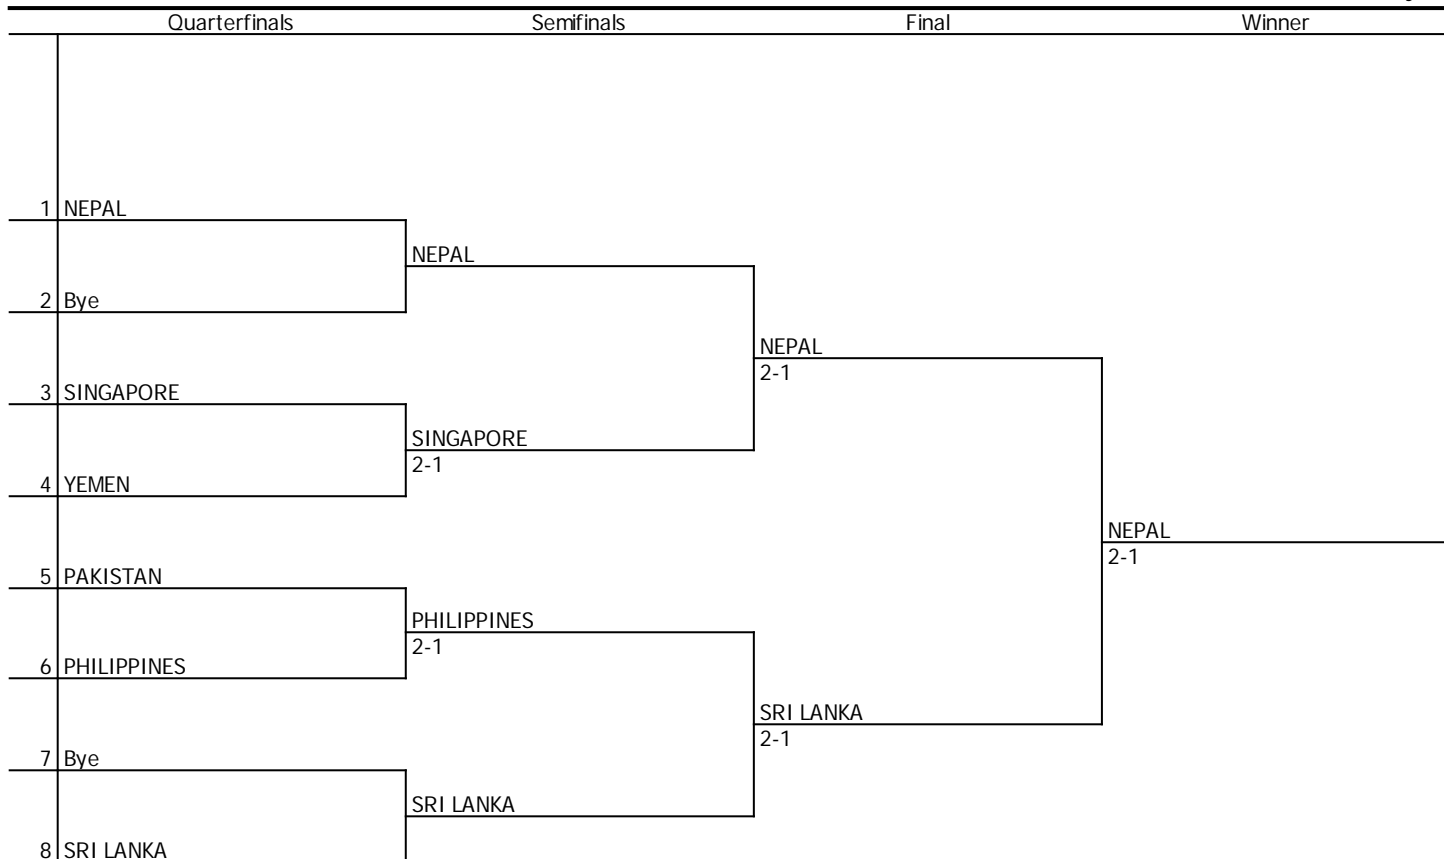 Quarterfinals Semifinals Final Winner
1 NEPAL
NEPAL
2 Bye
NEPAL
2-1
3 SINGAPORE
SINGAPORE
2-1
4 YEMEN
NEPAL
2-1
5 PAKISTAN
PHILIPPINES
2-1
6 PHILIPPINES
SRI LANKA
2-1
7 Bye
SRI LANKA
8 SRI LANKA